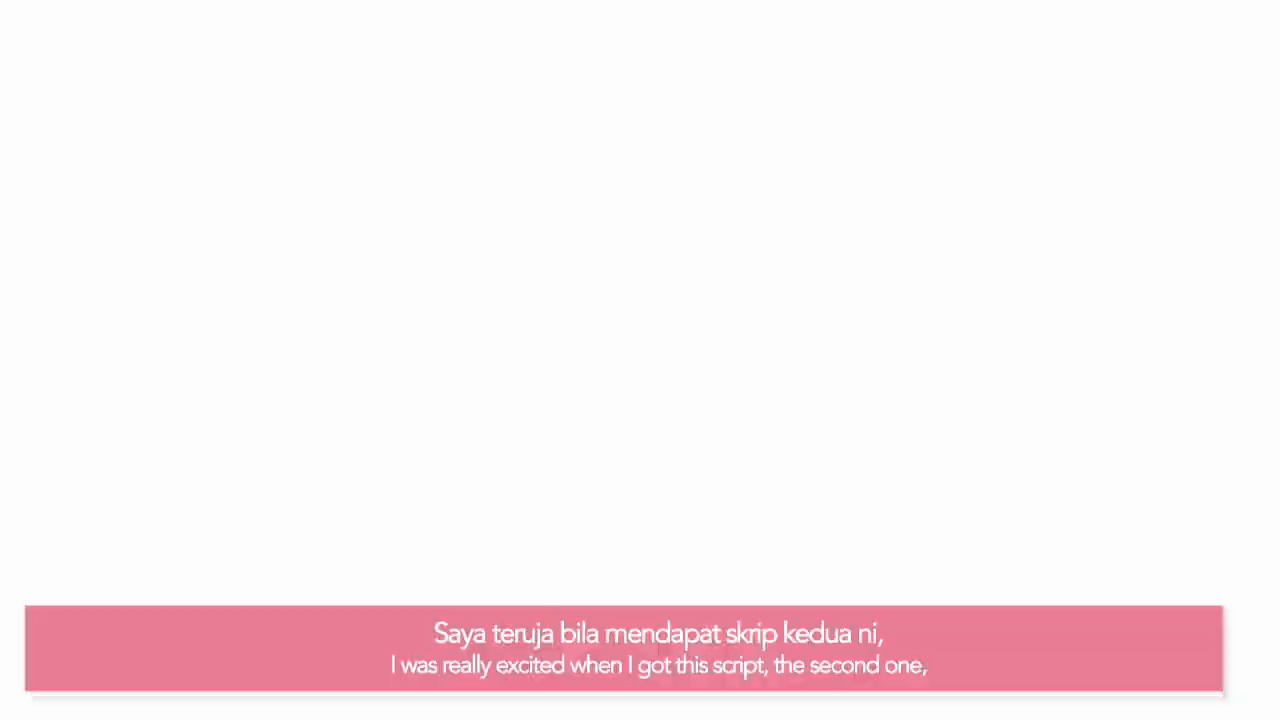 Saya teruja bila mendapat skrip kedua ni,
I was really excited when I got this script, the second one,